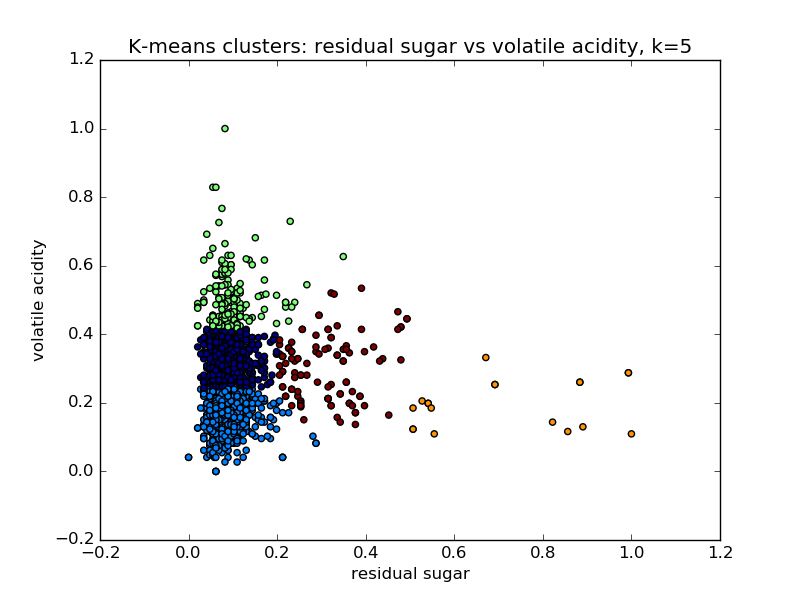 K-means clusters: residual sugar vs volatile acidity, k=5
1.2
1.0
0.8
0.6
0.4
0.2
0.0
−0.2
volatile acidity
−0.2 0.0 0.2 0.4 0.6 0.8 1.0 1.2
residual sugar